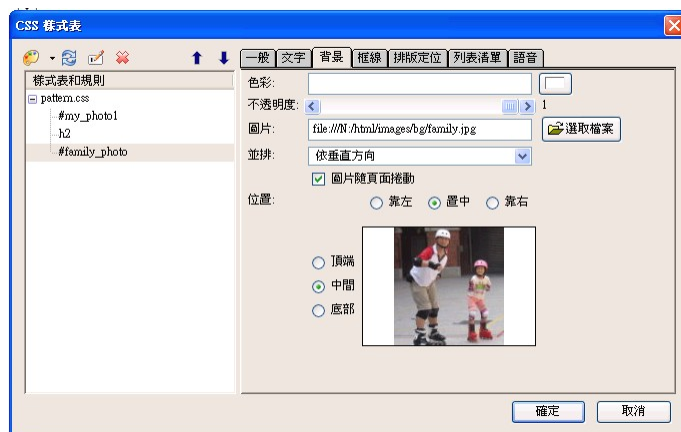 CSS 樣式表
一般 文字 背景 框線 排版定位 列表清單 語音
樣式表和規則
pattern.css
#my_photo1
h2
#family_photo
色彩:
不透明度: 1
圖片: file:///N:/html/images/bg/family.jpg 選取檔案
並排: 依垂直方向
圖片隨頁面捲動
位置: 靠左 置中 靠右
頂端
中間
底部
確定 取消